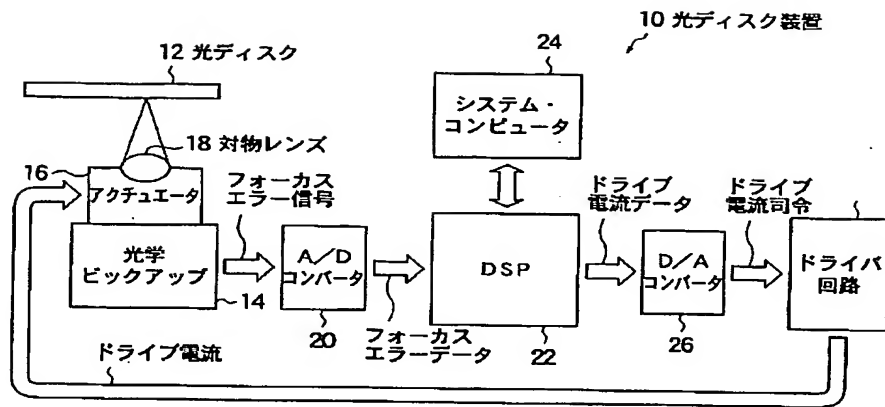 10 光ディスク装置
12 光ディスク
24
システム・
コンピュータ
18 対物レンズ
16
アクチュエータ
フォーカス
エラー信号
ドライブ
電流データ
ドライブ
電流司令
光学
ピックアップ
A/D
コンバータ
DSP
D/A
コンバータ
ドライバ
回路
14
20
フォーカス
エラーデータ
22
26
ドライブ電流